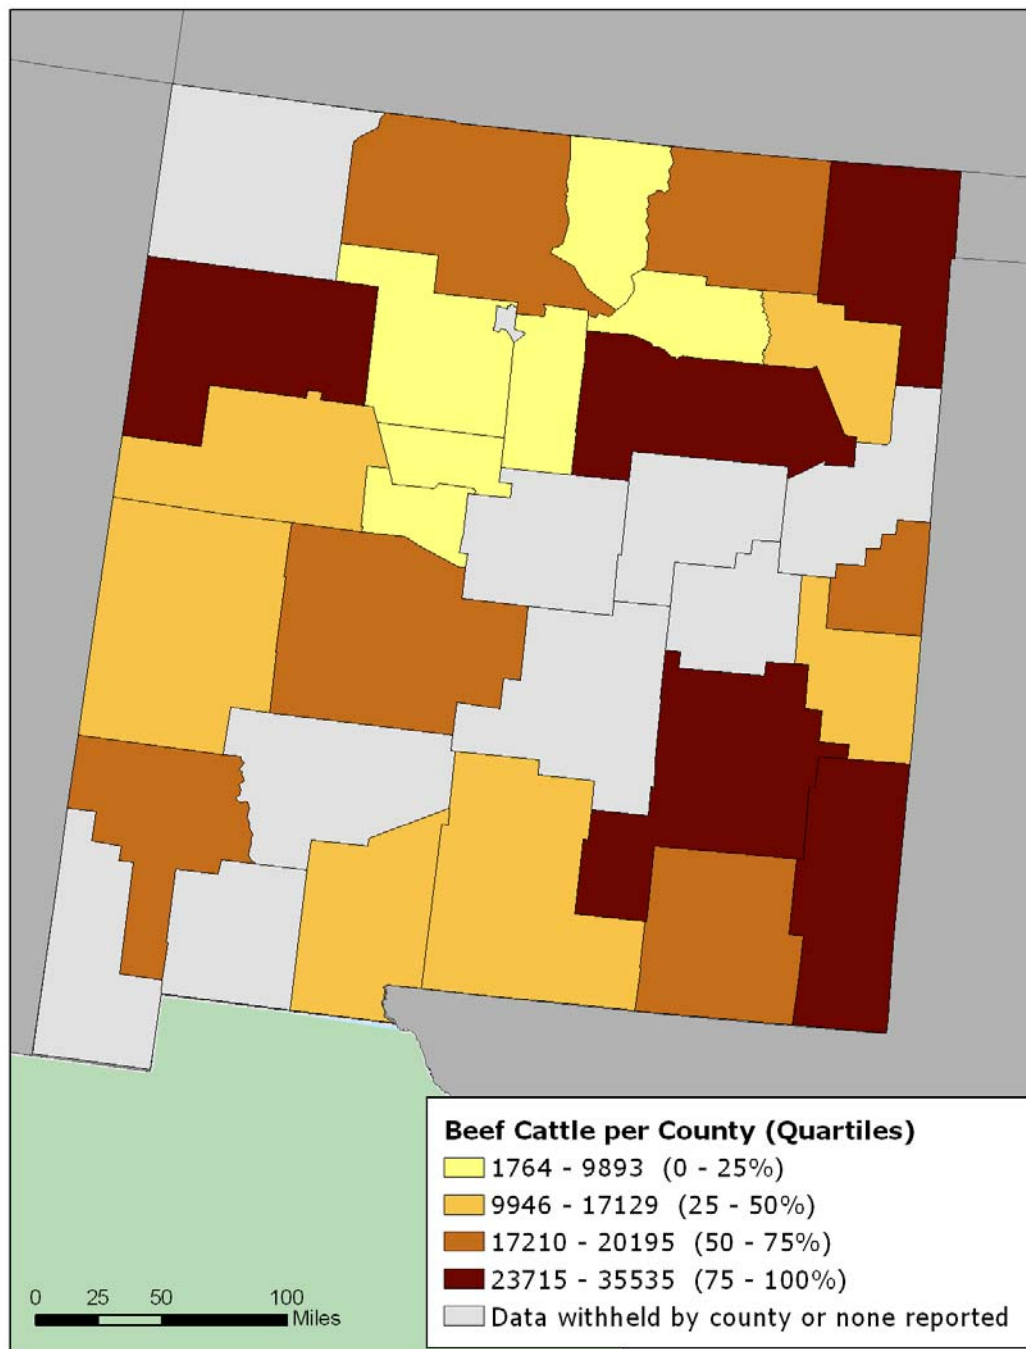 Beef Cattle per County (Quartiles)
1764 - 9893 (0 - 25%)
9946 - 17129 (25 - 50%)
17210 - 20195 (50 - 75%)
23715 - 35535 (75 - 100%)
Data withheld by county or none reported
0 25 50 100
Miles